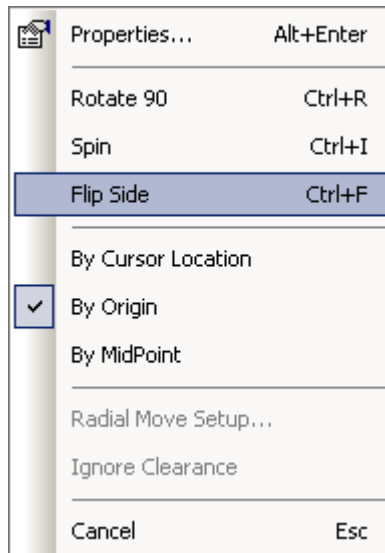 Properties... Alt+Enter
Rotate 90 Ctrl+R
Spin Ctrl+I
Flip Side Ctrl+F
By Cursor Location
By Origin
By MidPoint
Radial Move Setup...
Ignore Clearance
Cancel Esc